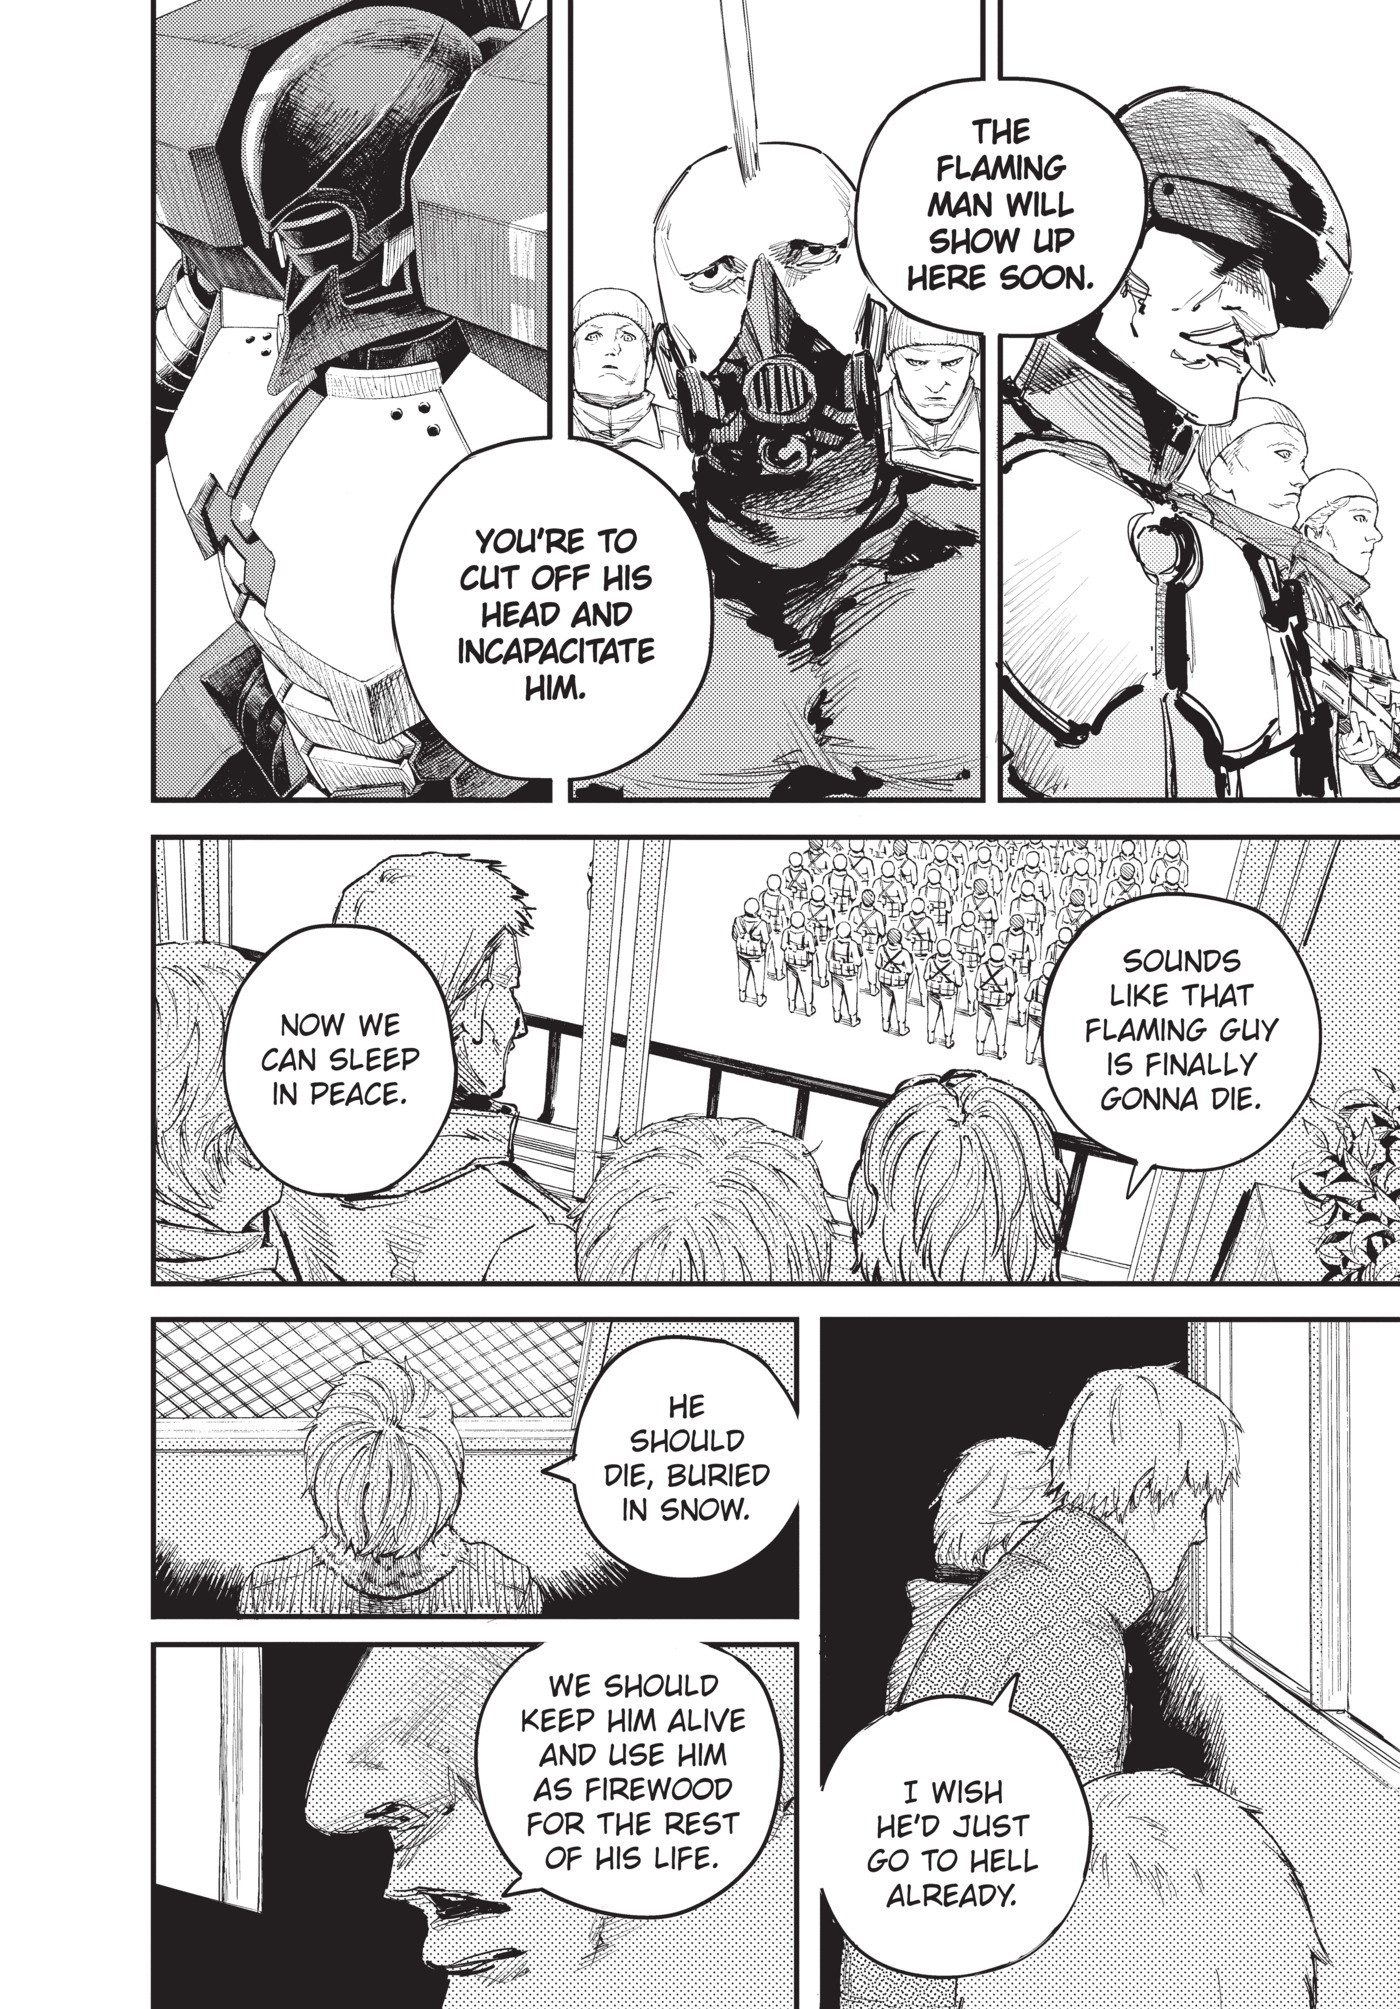 THE
FLAMING
MAN WILL
SHOW UP
HERE SOON.
YOU'RE TO
CUT OFF HIS
HEAD AND
INCAPACITATE
HIM.
SOUNDS
LIKE THAT
FLAMING GUY
IS FINALLY
GONNA DIE.
NOW WE
CAN SLEEP
IN PEACE.
I WISH
HE'D JUST
GO TO HELL
ALREADY.
HE
SHOULD
DIE, BURIED
IN SNOW.
WE SHOULD
KEEP HIM ALIVE
AND USE HIM
AS FIREWOOD
FOR THE REST
OF HIS LIFE.